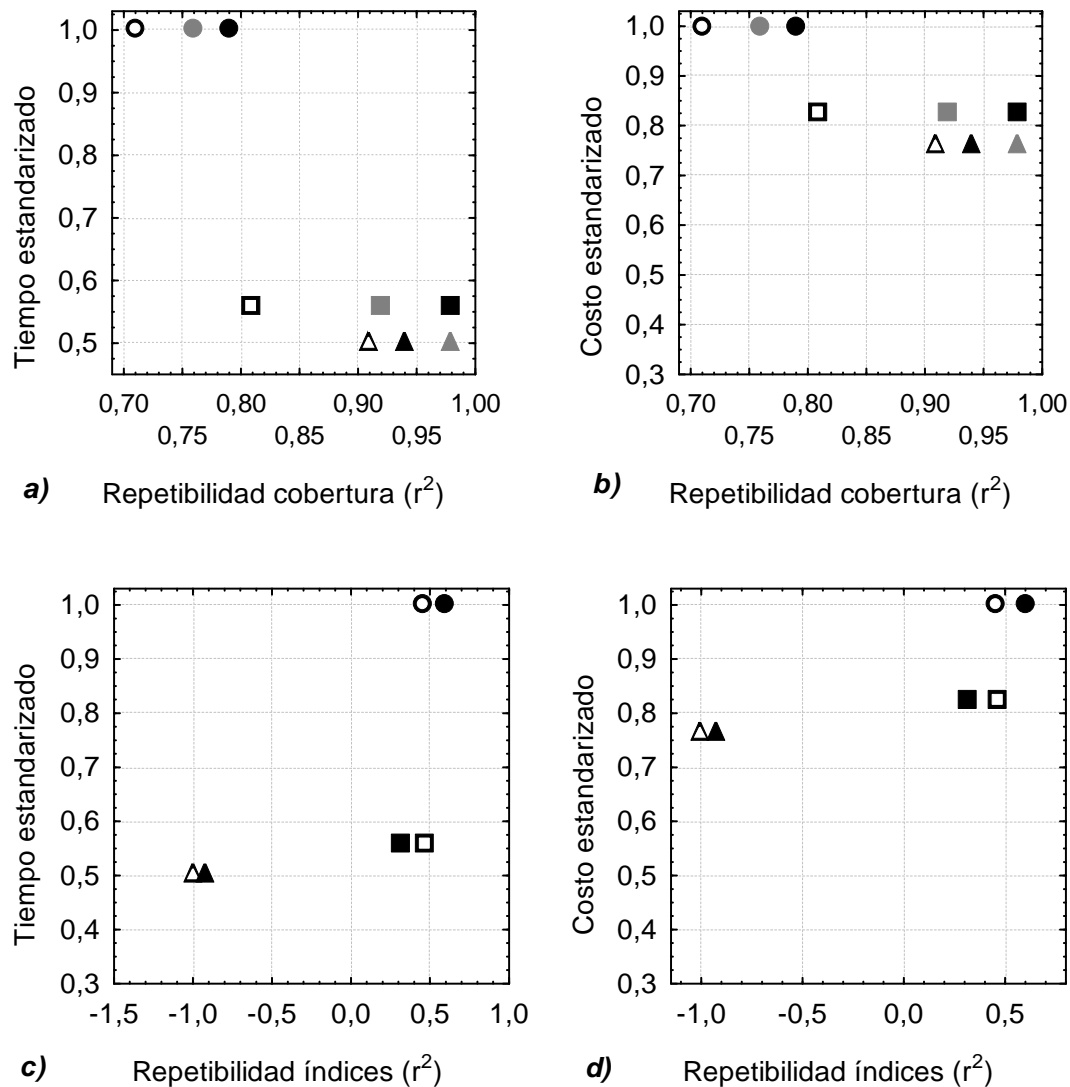 1,0
0,9
0,8
0,7
0,6
0,5
Tiempo estandarizado
0,70 0,80 0,90 1,00
0,75 0,85 0,95
a) Repetibilidad cobertura (r²)
1,0
0,9
0,8
0,7
0,6
0,5
0,4
0,3
Costo estandarizado
0,70 0,80 0,90 1,00
0,75 0,85 0,95
b) Repetibilidad cobertura (r²)
1,0
0,9
0,8
0,7
0,6
0,5
0,4
0,3
Tiempo estandarizado
-1,5 -1,0 -0,5 0,0 0,5 1,0
c) Repetibilidad índices (r²)
1,0
0,9
0,8
0,7
0,6
0,5
0,4
0,3
Costo estandarizado
-1,0 -0,5 0,0 0,5
d) Repetibilidad índices (r²)